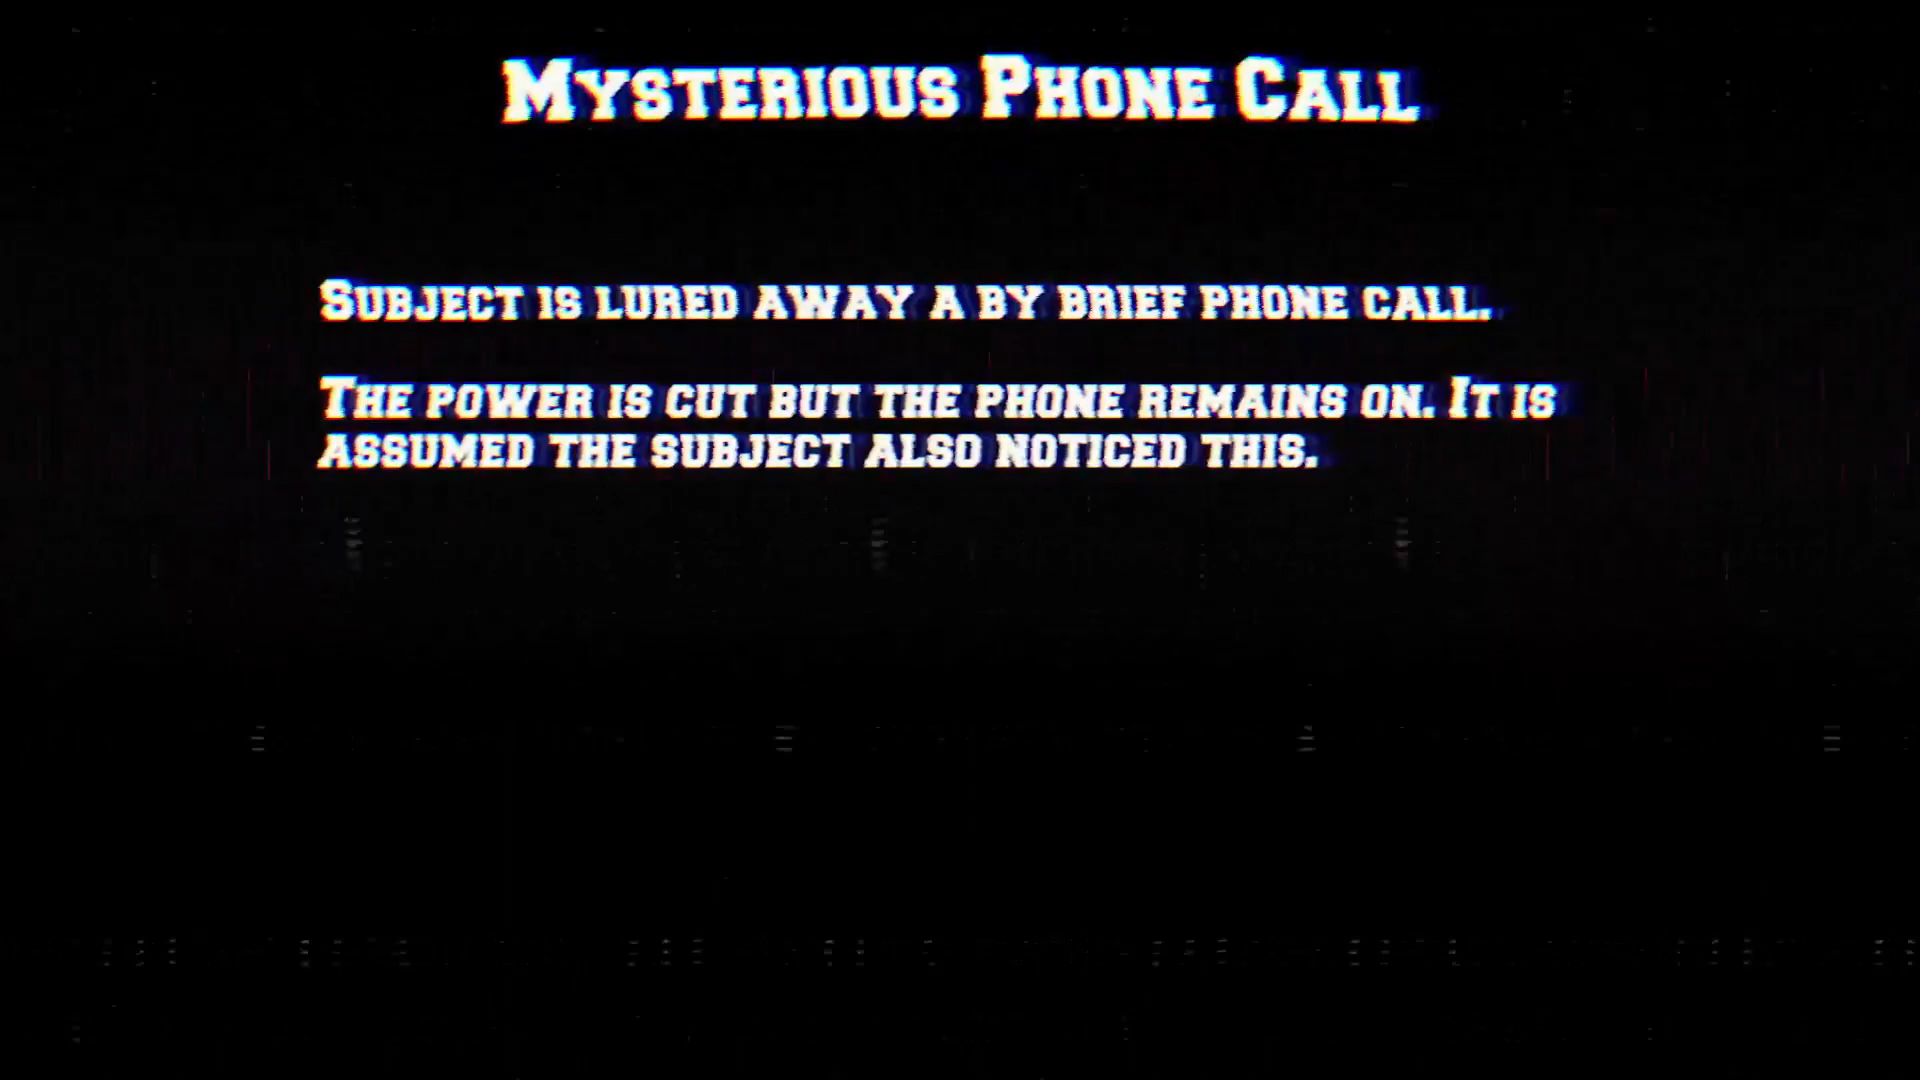 Mysterious Phone Call
Subject is lured away a by brief phone call.
The power is cut but the phone remains on. It is
assumed the subject also noticed this.